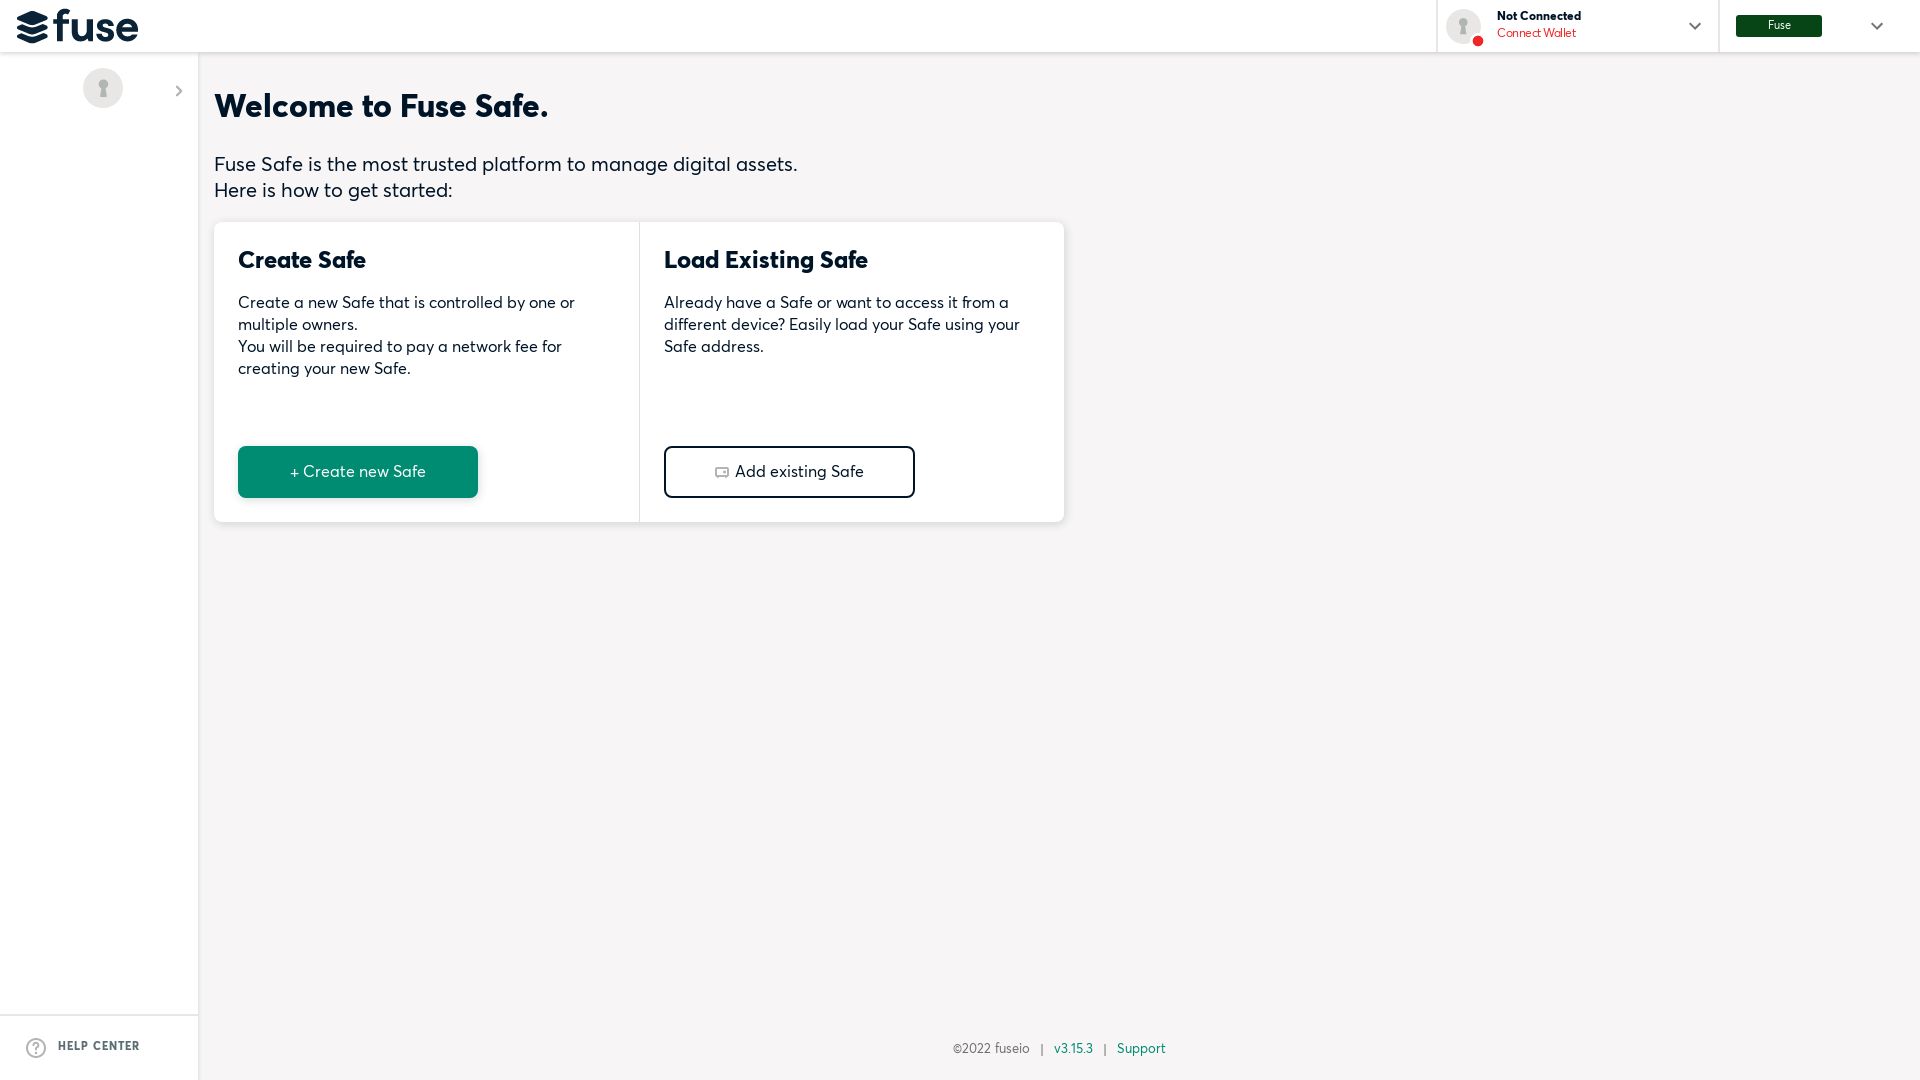 fuse
Not Connected
Connect Wallet
Fuse
Welcome to Fuse Safe.
Fuse Safe is the most trusted platform to manage digital assets.
Here is how to get started:
Create Safe
Create a new Safe that is controlled by one or
multiple owners.
You will be required to pay a network fee for
creating your new Safe.
+ Create new Safe
Load Existing Safe
Already have a Safe or want to access it from a
different device? Easily load your Safe using your
Safe address.
Add existing Safe
HELP CENTER
©2022 fuseio | v3.15.3 | Support